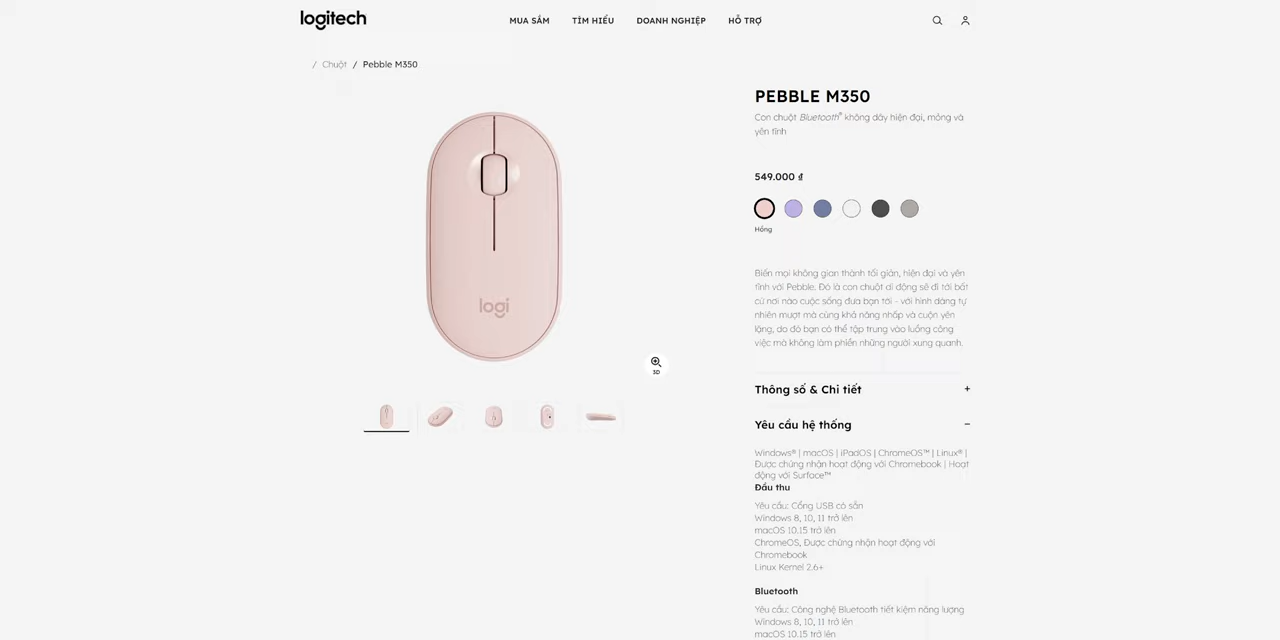 logitech
MUA SẮM TÌM HIỂU DOANH NGHIỆP HỖ TRỢ
/ Chuột / Pebble M350
PEBBLE M350
Con chuột Bluetooth® không dây hiện đại, mỏng và
yên tĩnh
549.000 ₫
Hồng
logi
3D
Biến mọi không gian thành tối giản, hiện đại và yên
tĩnh với Pebble. Đó là con chuột di động sẽ đi tới bất
cứ nơi nào cuộc sống đưa bạn tới - với hình dáng tự
nhiên mượt mà cùng khả năng nhấp và cuộn yên
lặng, do đó bạn có thể tập trung vào luồng công
việc mà không làm phiền những người xung quanh.
Thông số & Chi tiết +
Yêu cầu hệ thống −
Windows® | macOS | iPadOS | ChromeOS™ | Linux® |
Được chứng nhận hoạt động với Chromebook | Hoạt
động với Surface™
Đầu thu
Yêu cầu: Cổng USB có sẵn
Windows 8, 10, 11 trở lên
macOS 10.15 trở lên
ChromeOS, Được chứng nhận hoạt động với
Chromebook
Linux Kernel 2.6+
Bluetooth
Yêu cầu: Công nghệ Bluetooth tiết kiệm năng lượng
Windows 8, 10, 11 trở lên
macOS 10.15 trở lên